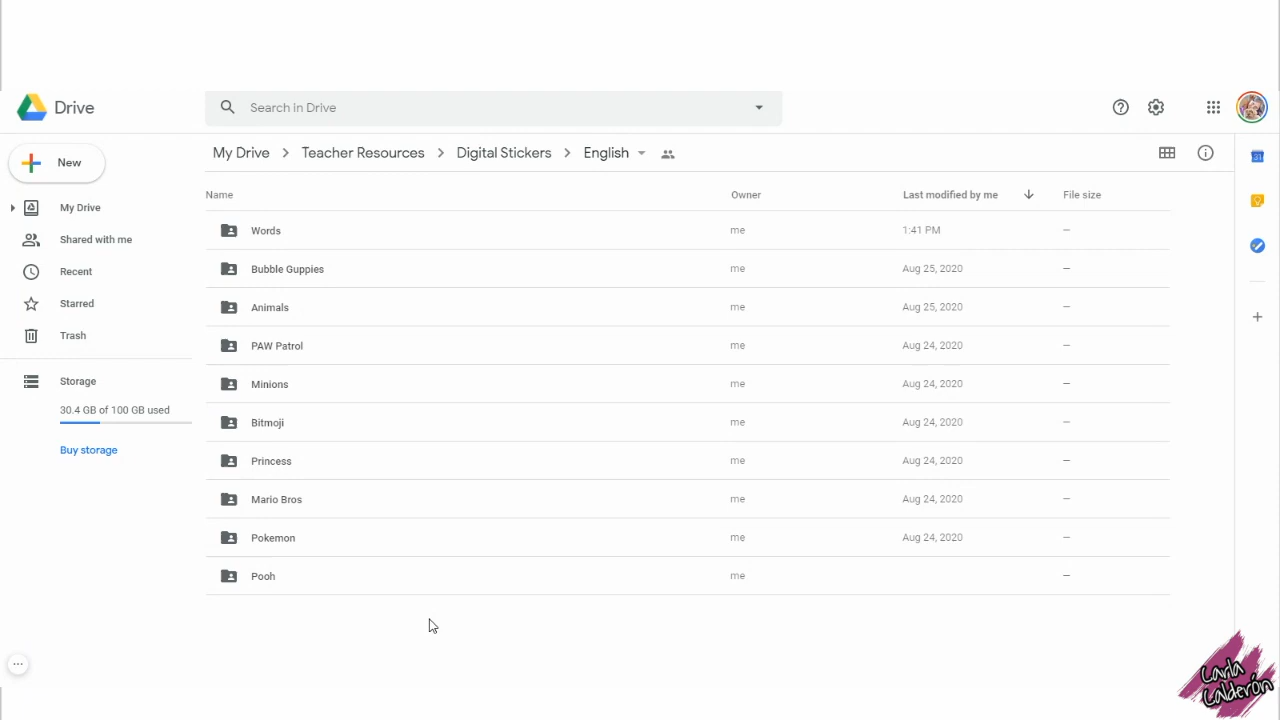 Drive
Search in Drive
My Drive > Teacher Resources > Digital Stickers > English
New
My Drive
Shared with me
Recent
Starred
Trash
Storage
30.4 GB of 100 GB used
Buy storage
Name Owner Last modified by me File size
Words me 1:41 PM —
Bubble Guppies me Aug 25, 2020 —
Animals me Aug 25, 2020 —
PAW Patrol me Aug 24, 2020 —
Minions me Aug 24, 2020 —
Bitmoji me Aug 24, 2020 —
Princess me Aug 24, 2020 —
Mario Bros me Aug 24, 2020 —
Pokemon me Aug 24, 2020 —
Pooh me —
31
Carla
Calderón